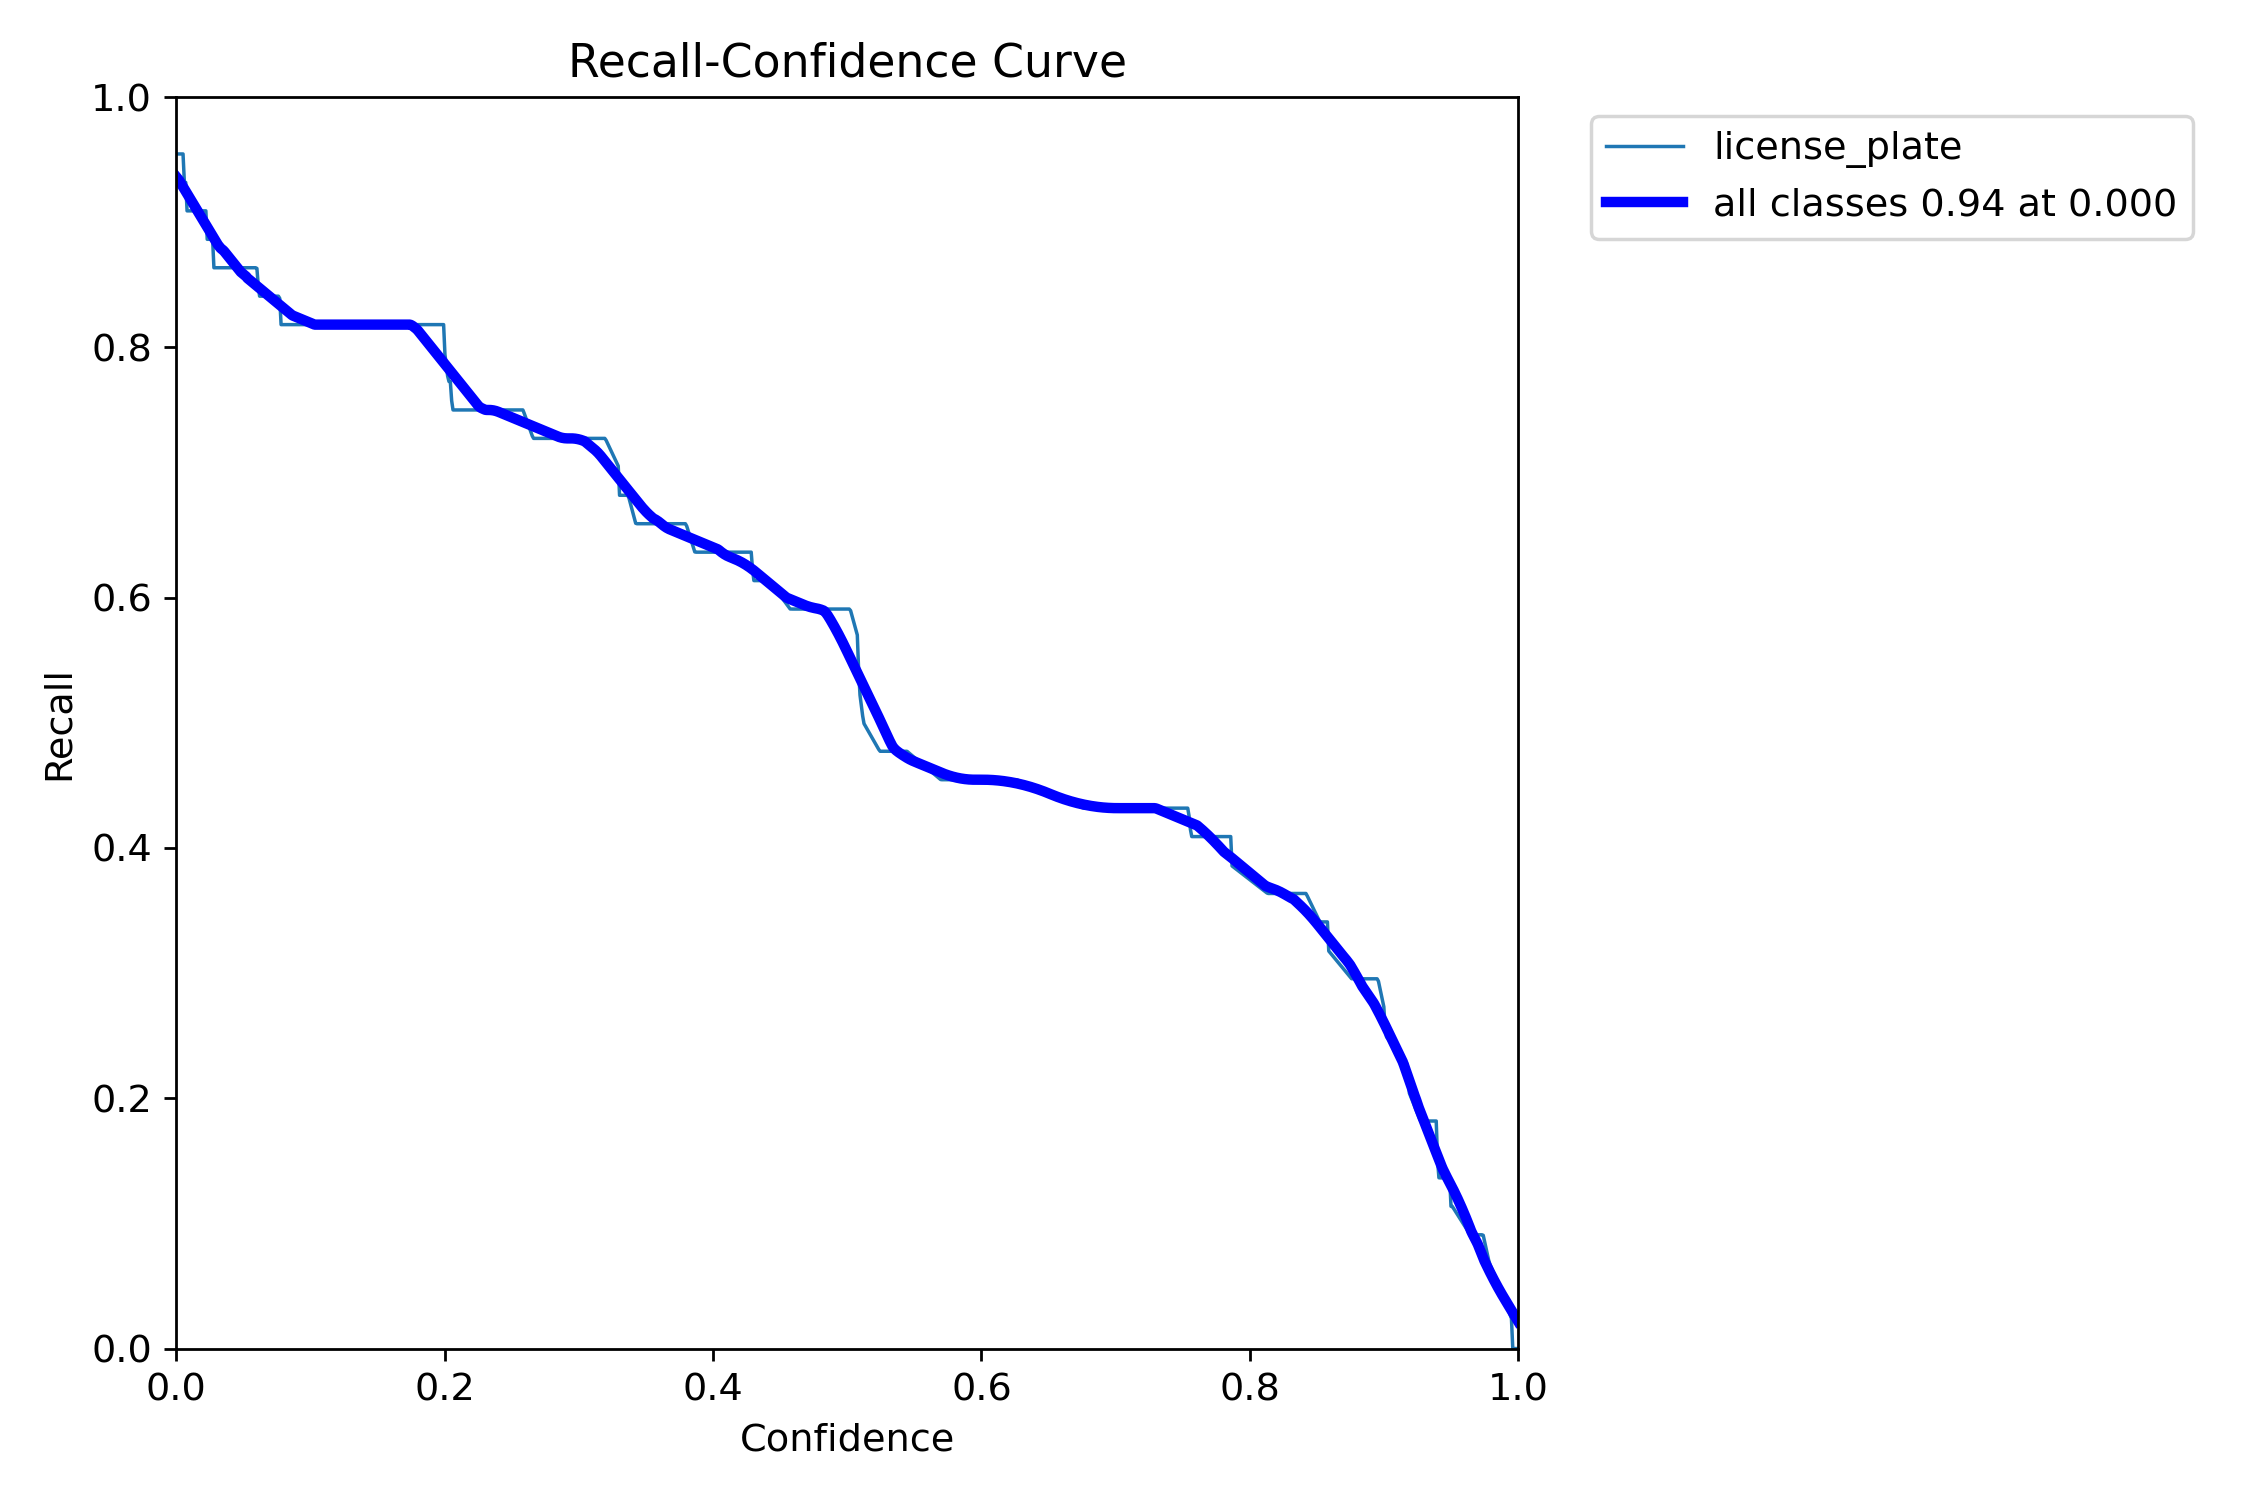 Recall-Confidence Curve
1.0
0.8
0.6
0.4
0.2
0.0
Recall
0.0 0.2 0.4 0.6 0.8 1.0
Confidence
license_plate
all classes 0.94 at 0.000